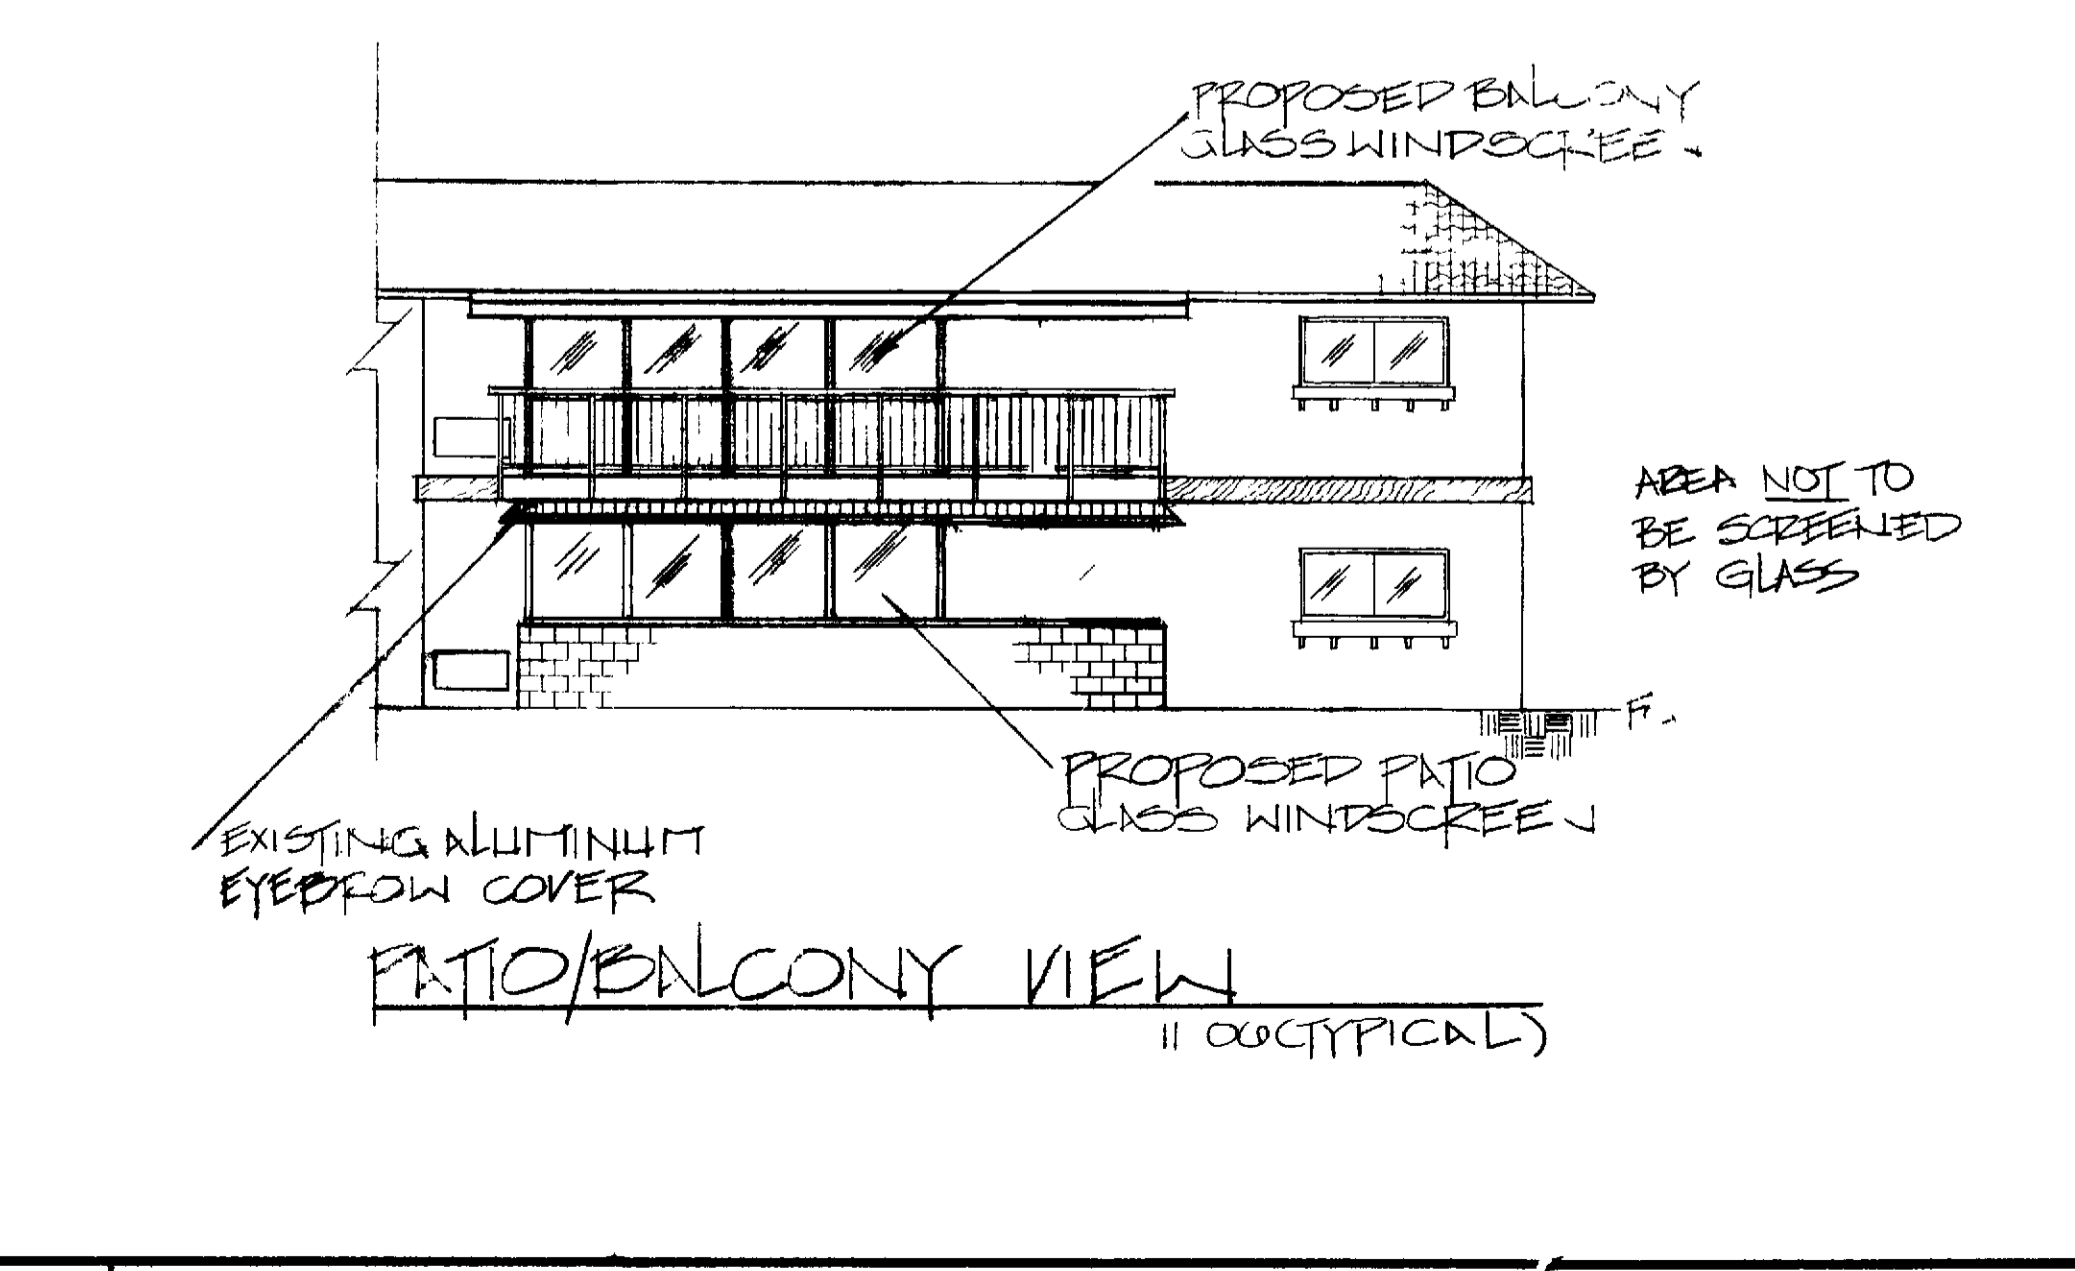 PROPOSED BALCONY
GLASS WINDSCREE
AREA NOT TO
BE SCREENED
BY GLASS
F
PROPOSED PATIO
GLASS WINDSCREEN
EXISTING ALUMINUM
EYEBROW COVER
PATIO/BALCONY VIEW
(TYPICAL)